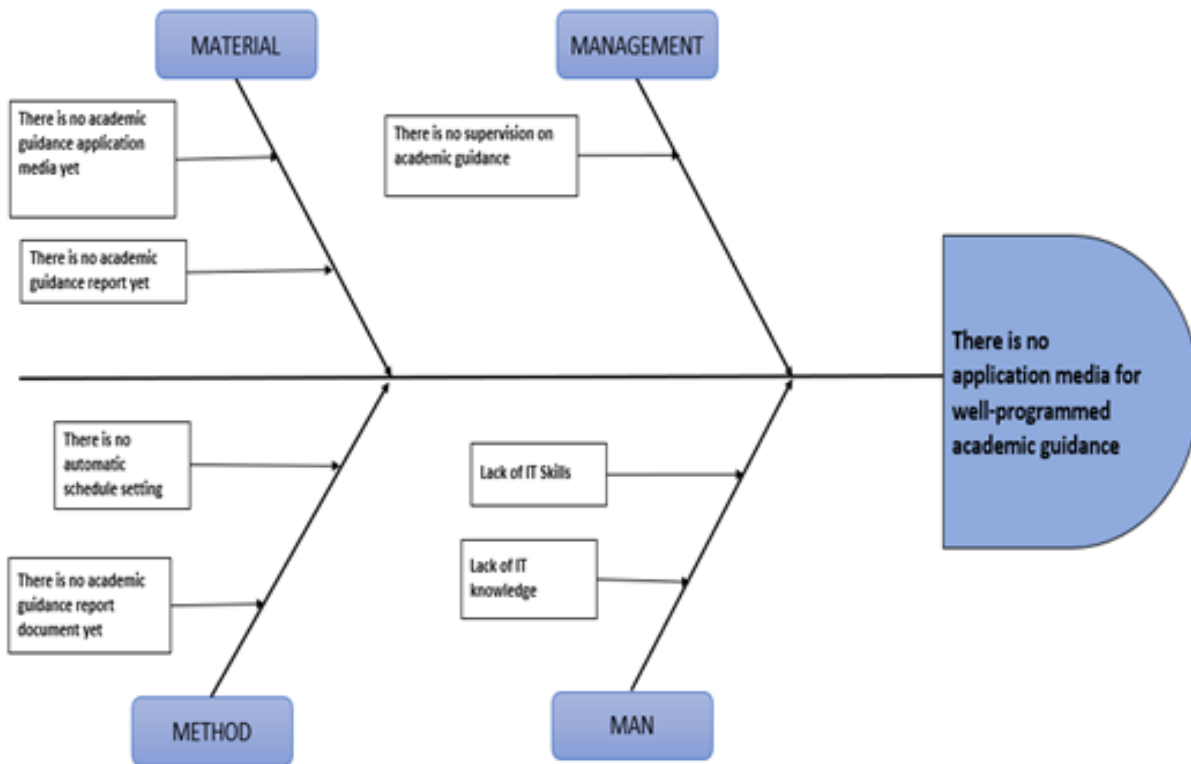 MATERIAL
MANAGEMENT
There is no academic
guidance application
media yet
There is no supervision on
academic guidance
There is no academic
guidance report yet
There is no
application media for
well-programmed
academic guidance
There is no
automatic
schedule setting
Lack of IT Skills
Lack of IT
knowledge
There is no academic
guidance report
document yet
METHOD
MAN